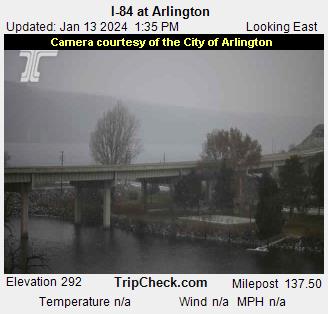 I-84 at Arlington
Updated: Jan 13 2024 1:35 PM Looking East
Camera courtesy of the City of Arlington
Elevation 292 TripCheck.com Milepost 137.50
Temperature n/a Wind n/a MPH n/a